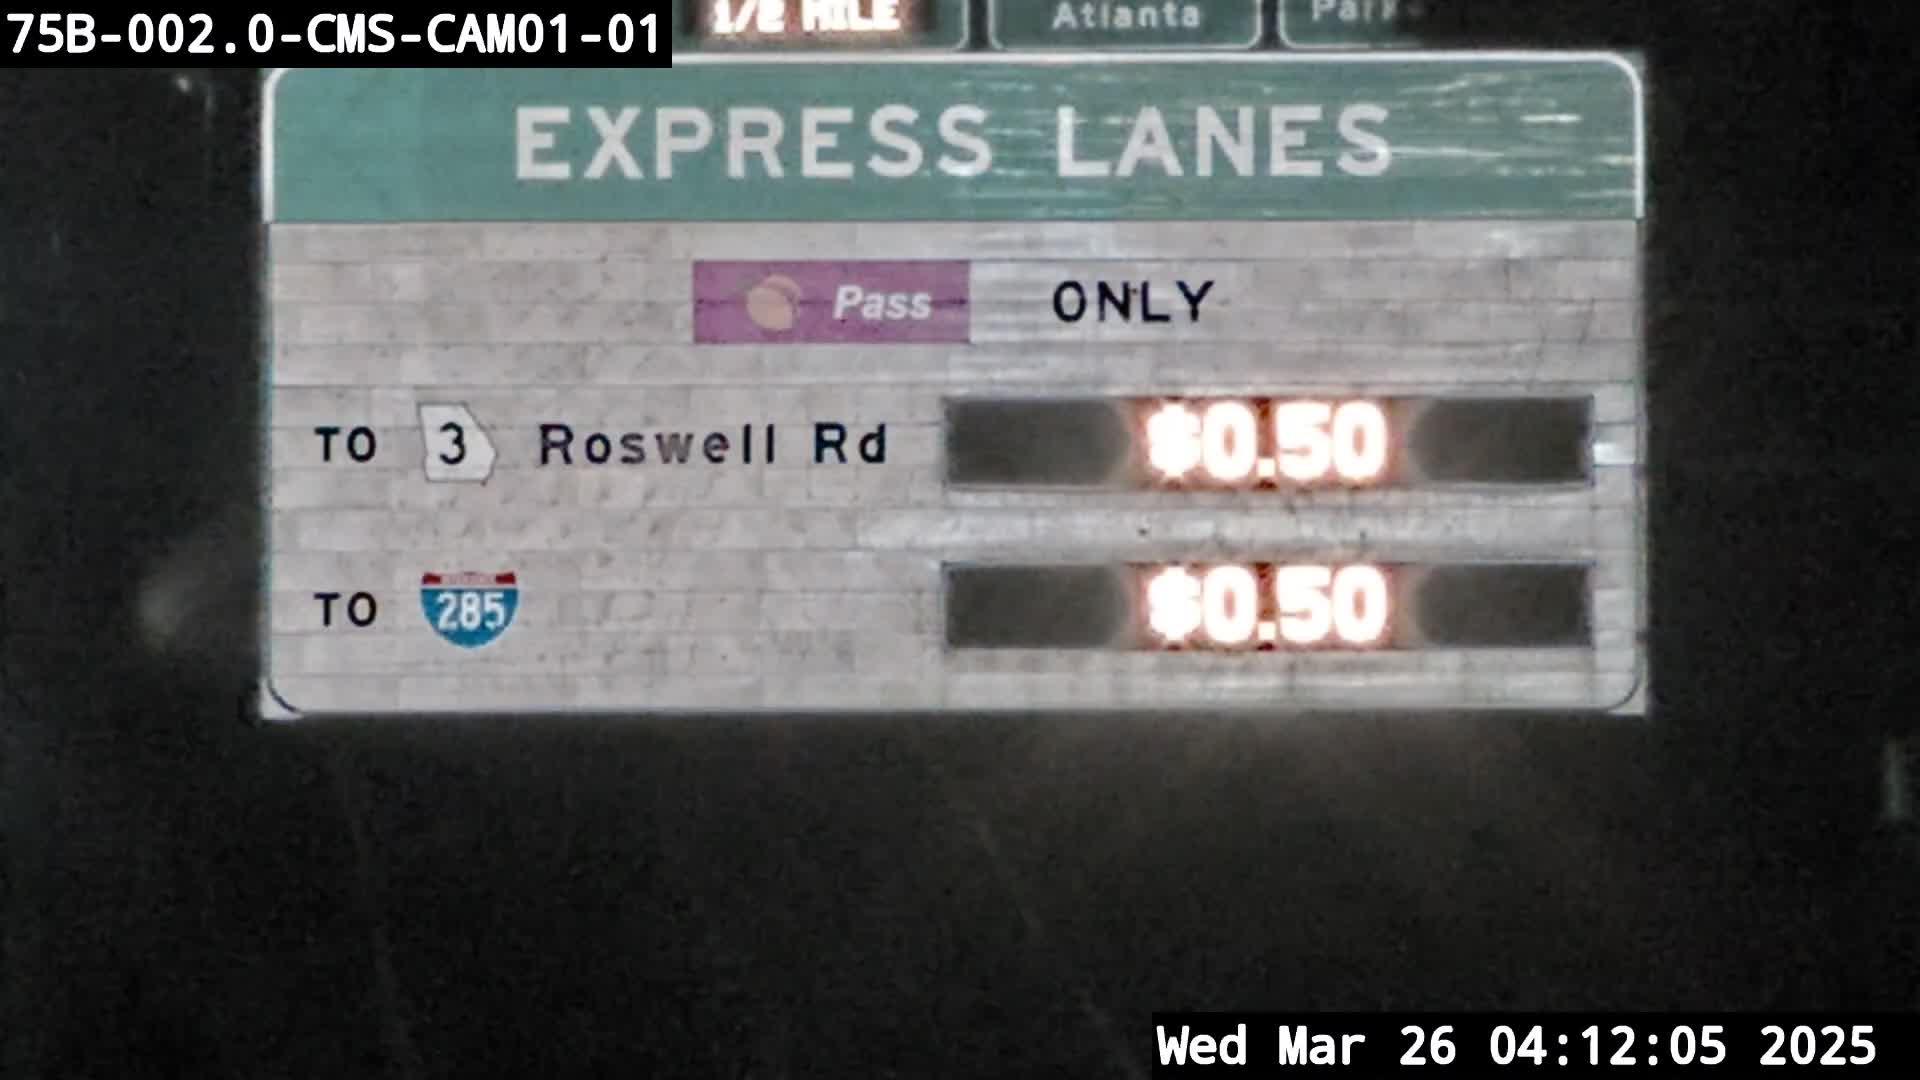 75B-002.0-CMS-CAM01-01
1/2 MILE
Atlanta
Park
EXPRESS LANES
Pass ONLY
TO 3 Roswell Rd $0.50
TO 285 $0.50
Wed Mar 26 04:12:05 2025